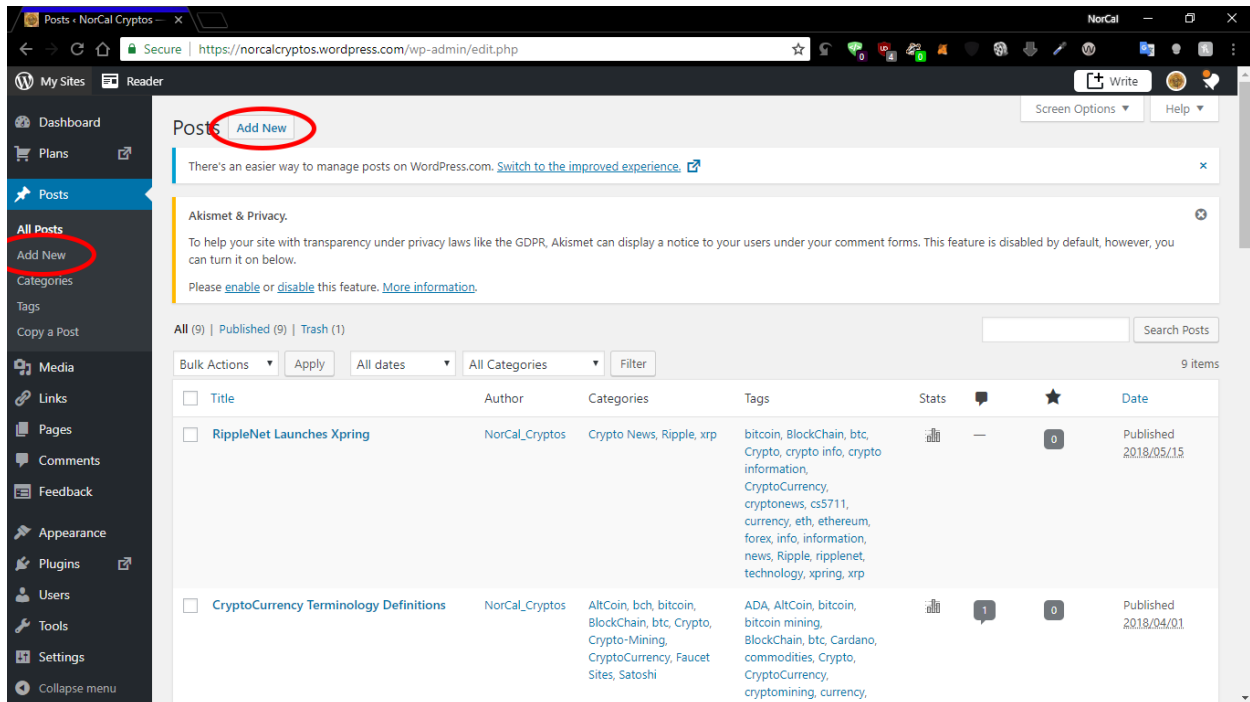 Posts ‹ NorCal Cryptos —
NorCal
Secure | https://norcalcryptos.wordpress.com/wp-admin/edit.php
0
4
0
My Sites
Reader
Write
Dashboard
Plans
Posts
All Posts
Add New
Categories
Tags
Copy a Post
Media
Links
Pages
Comments
Feedback
Appearance
Plugins
Users
Tools
Settings
Collapse menu
Screen Options ▼
Help ▼
Posts Add New
There's an easier way to manage posts on WordPress.com. Switch to the improved experience.
Akismet & Privacy.
To help your site with transparency under privacy laws like the GDPR, Akismet can display a notice to your users under your comment forms. This feature is disabled by default, however, you
can turn it on below.
Please enable or disable this feature. More information.
All (9) | Published (9) | Trash (1)
Search Posts
Bulk Actions
Apply
All dates
All Categories
Filter
9 items
Title Author Categories Tags Stats Date
RippleNet Launches Xpring
NorCal_Cryptos
Crypto News, Ripple, xrp
bitcoin, BlockChain, btc,
Crypto, crypto info, crypto
information,
CryptoCurrency,
cryptonews, cs5711,
currency, eth, ethereum,
forex, info, information,
news, Ripple, ripplenet,
technology, xpring, xrp
—
0
Published
2018/05/15
CryptoCurrency Terminology Definitions
NorCal_Cryptos
AltCoin, bch, bitcoin,
BlockChain, btc, Crypto,
Crypto-Mining,
CryptoCurrency, Faucet
Sites, Satoshi
ADA, AltCoin, bitcoin,
bitcoin mining,
BlockChain, btc, Cardano,
commodities, Crypto,
CryptoCurrency,
cryptomining, currency,
1
0
Published
2018/04/01